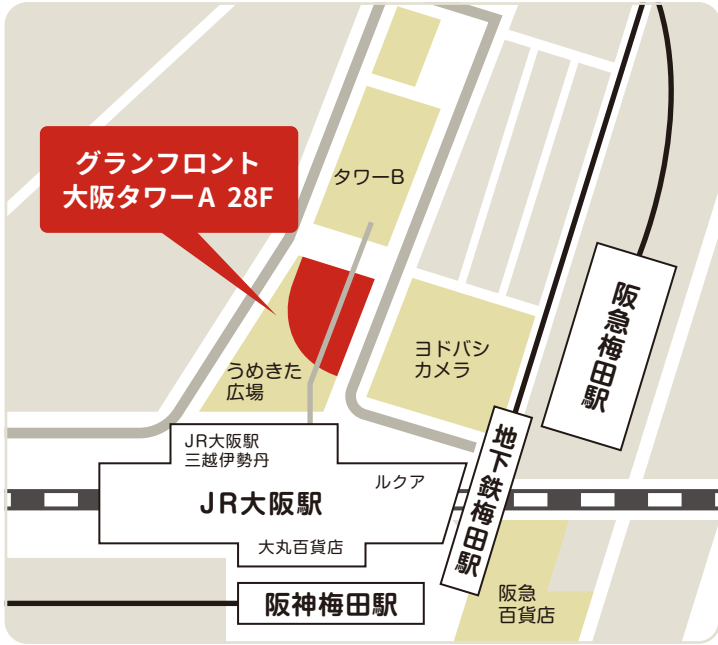 グランフロント
大阪タワーA 28F
タワーB
うめきた
広場
ヨドバシ
カメラ
阪急梅田駅
地下鉄梅田駅
JR大阪駅
三越伊勢丹
ルクア
JR大阪駅
大丸百貨店
阪神梅田駅
阪急
百貨店